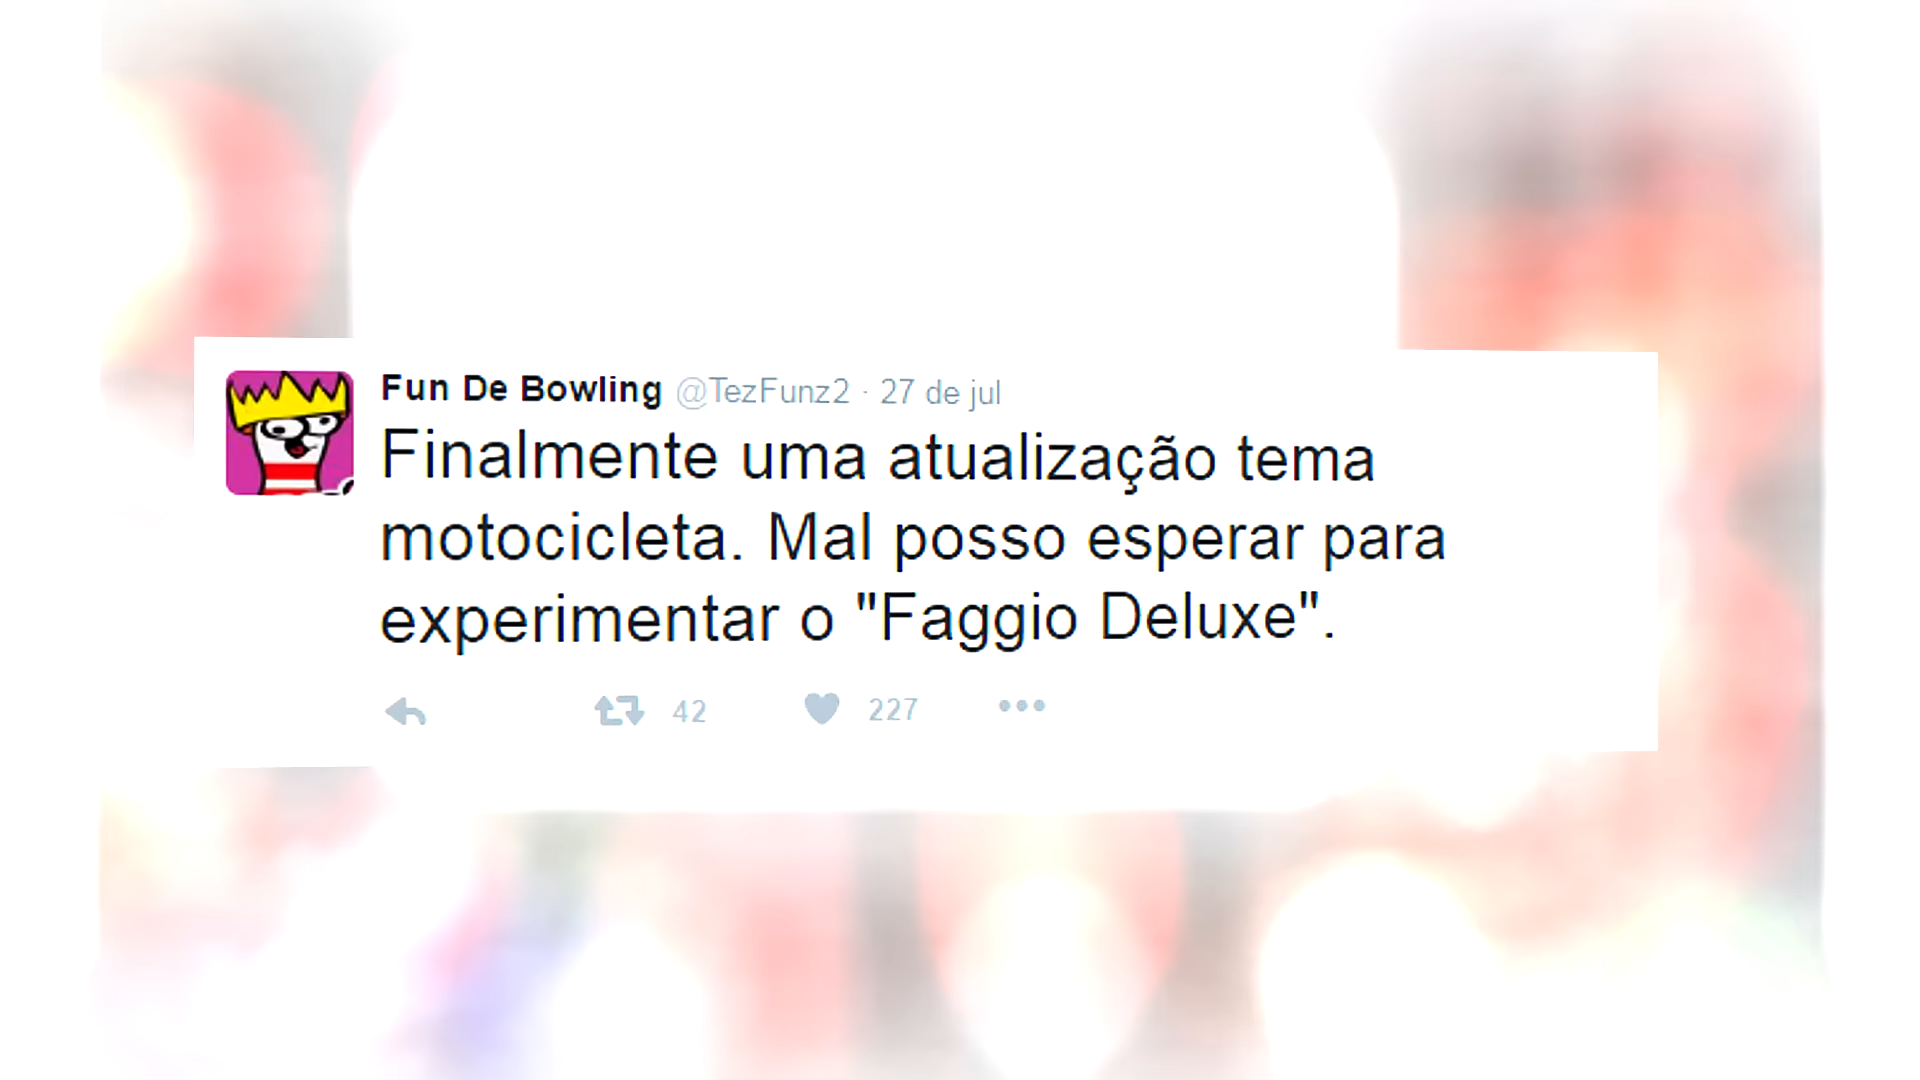 Fun De Bowling @TezFunz2 · 27 de jul
Finalmente uma atualização tema
motocicleta. Mal posso esperar para
experimentar o "Faggio Deluxe".
42 227